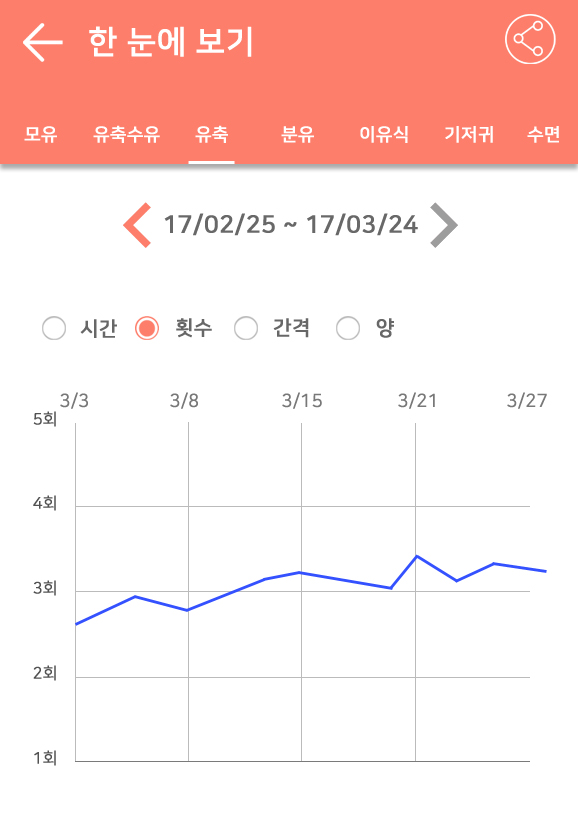 한 눈에 보기
모유 유축수유 유축 분유 이유식 기저귀 수면
17/02/25 ~ 17/03/24
시간 횟수 간격 양
3/3 3/8 3/15 3/21 3/27
5회
4회
3회
2회
1회